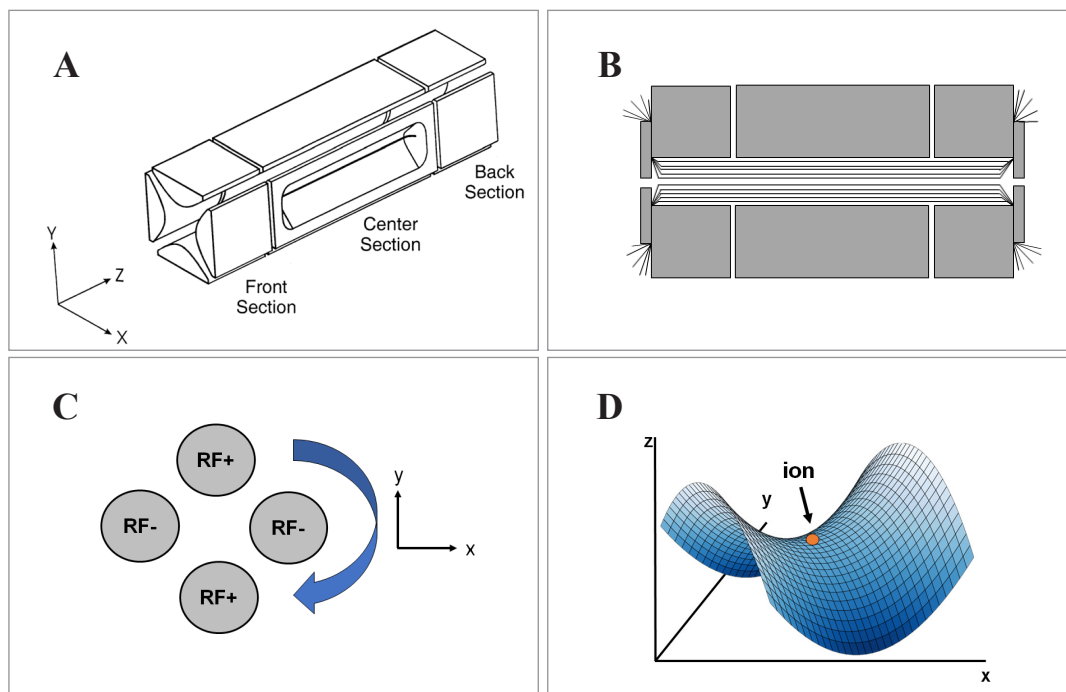 A
Y
Z
X
Front
Section
Center
Section
Back
Section
B
C
RF+
RF-
RF-
RF+
y
x
D
z
ion
y
x